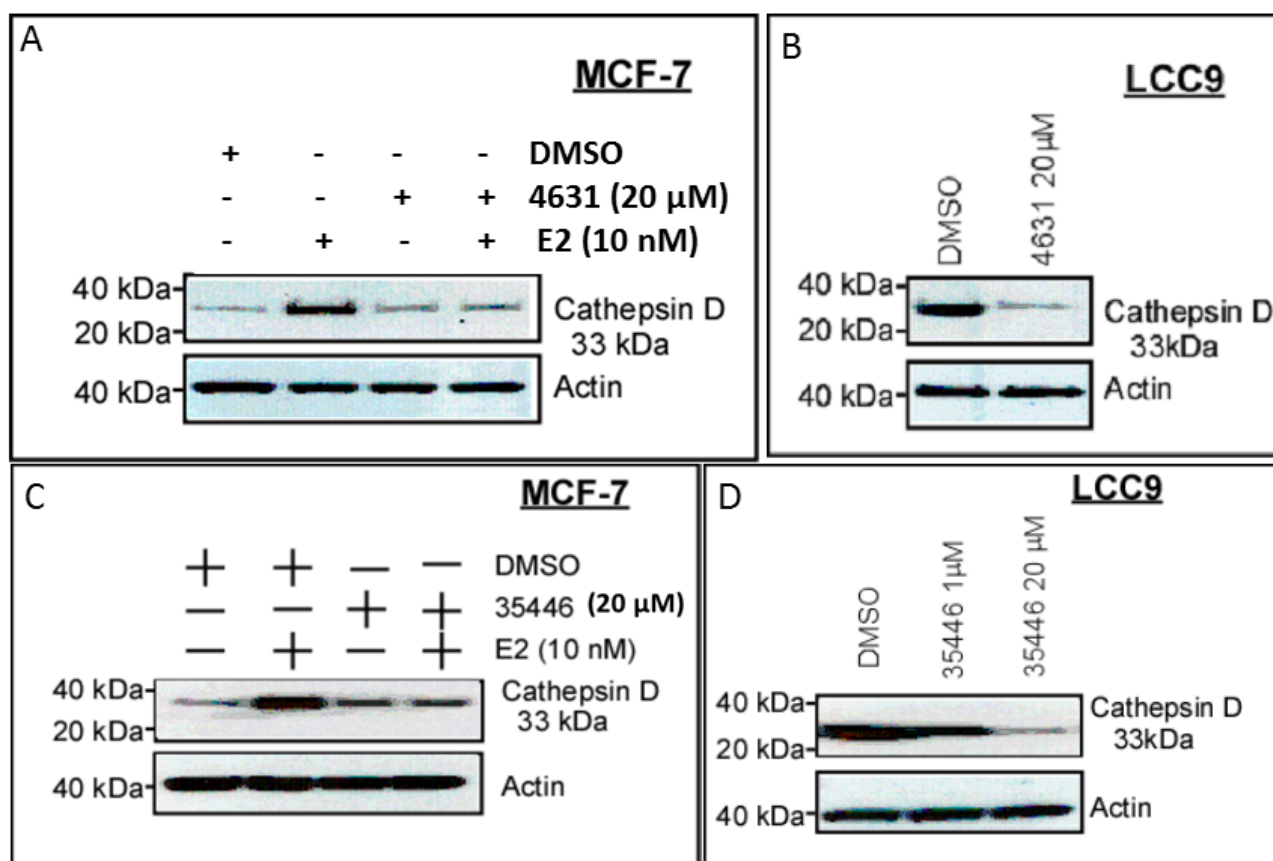 A
MCF-7
+ - - - DMSO
- - + + 4631 (20 µM)
- + - + E2 (10 nM)
40 kDa
20 kDa
Cathepsin D
33 kDa
40 kDa
Actin
B
LCC9
DMSO
4631 20µM
40 kDa
20 kDa
Cathepsin D
33kDa
40 kDa
Actin
C
MCF-7
+ + — — DMSO
— — + + 35446 (20 µM)
— + — + E2 (10 nM)
40 kDa
20 kDa
Cathepsin D
33 kDa
40 kDa
Actin
D
LCC9
DMSO
35446 1µM
35446 20 µM
40 kDa
20 kDa
Cathepsin D
33kDa
40 kDa
Actin